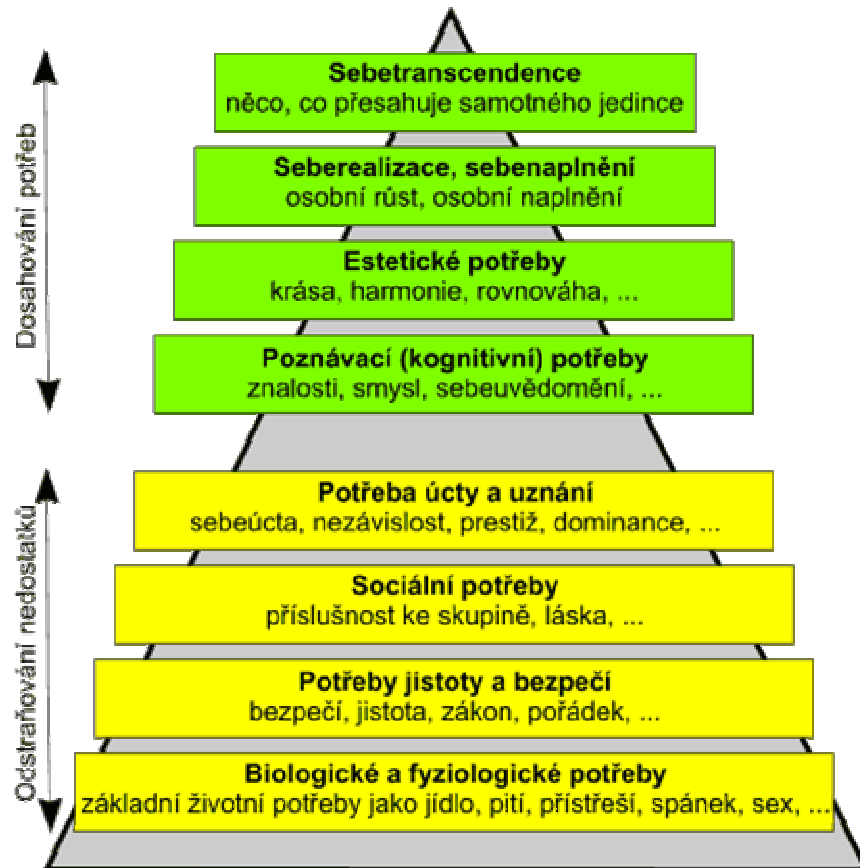 Sebetranscendence
něco, co přesahuje samotného jedince
Seberealizace, sebenaplnění
osobní růst, osobní naplnění
Estetické potřeby
krása, harmonie, rovnováha, ...
Poznávací (kognitivní) potřeby
znalosti, smysl, sebeuvědomění, ...
Dosahování potřeb
Potřeba úcty a uznání
sebeúcta, nezávislost, prestiž, dominance, ...
Sociální potřeby
příslušnost ke skupině, láska, ...
Potřeby jistoty a bezpečí
bezpečí, jistota, zákon, pořádek, ...
Biologické a fyziologické potřeby
základní životní potřeby jako jídlo, pití, přístřeší, spánek, sex, ...
Odstraňování nedostatků